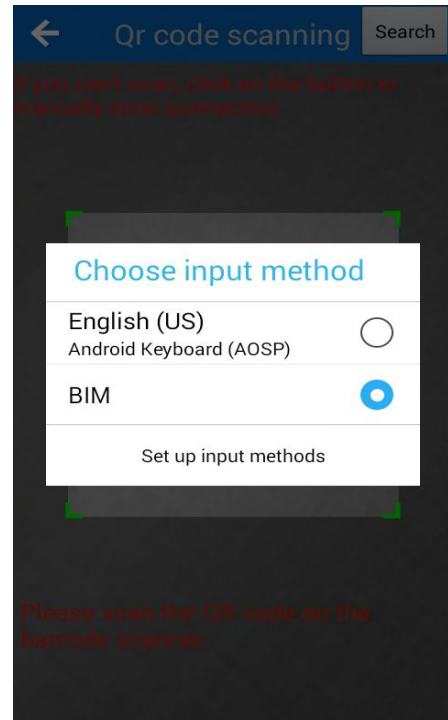 Qr code scanning
Search
If you can't scan, click on the button to
manually enter connection
Choose input method
English (US)
Android Keyboard (AOSP)
BIM
Set up input methods
Please scan the QR code on the
barcode scanner.